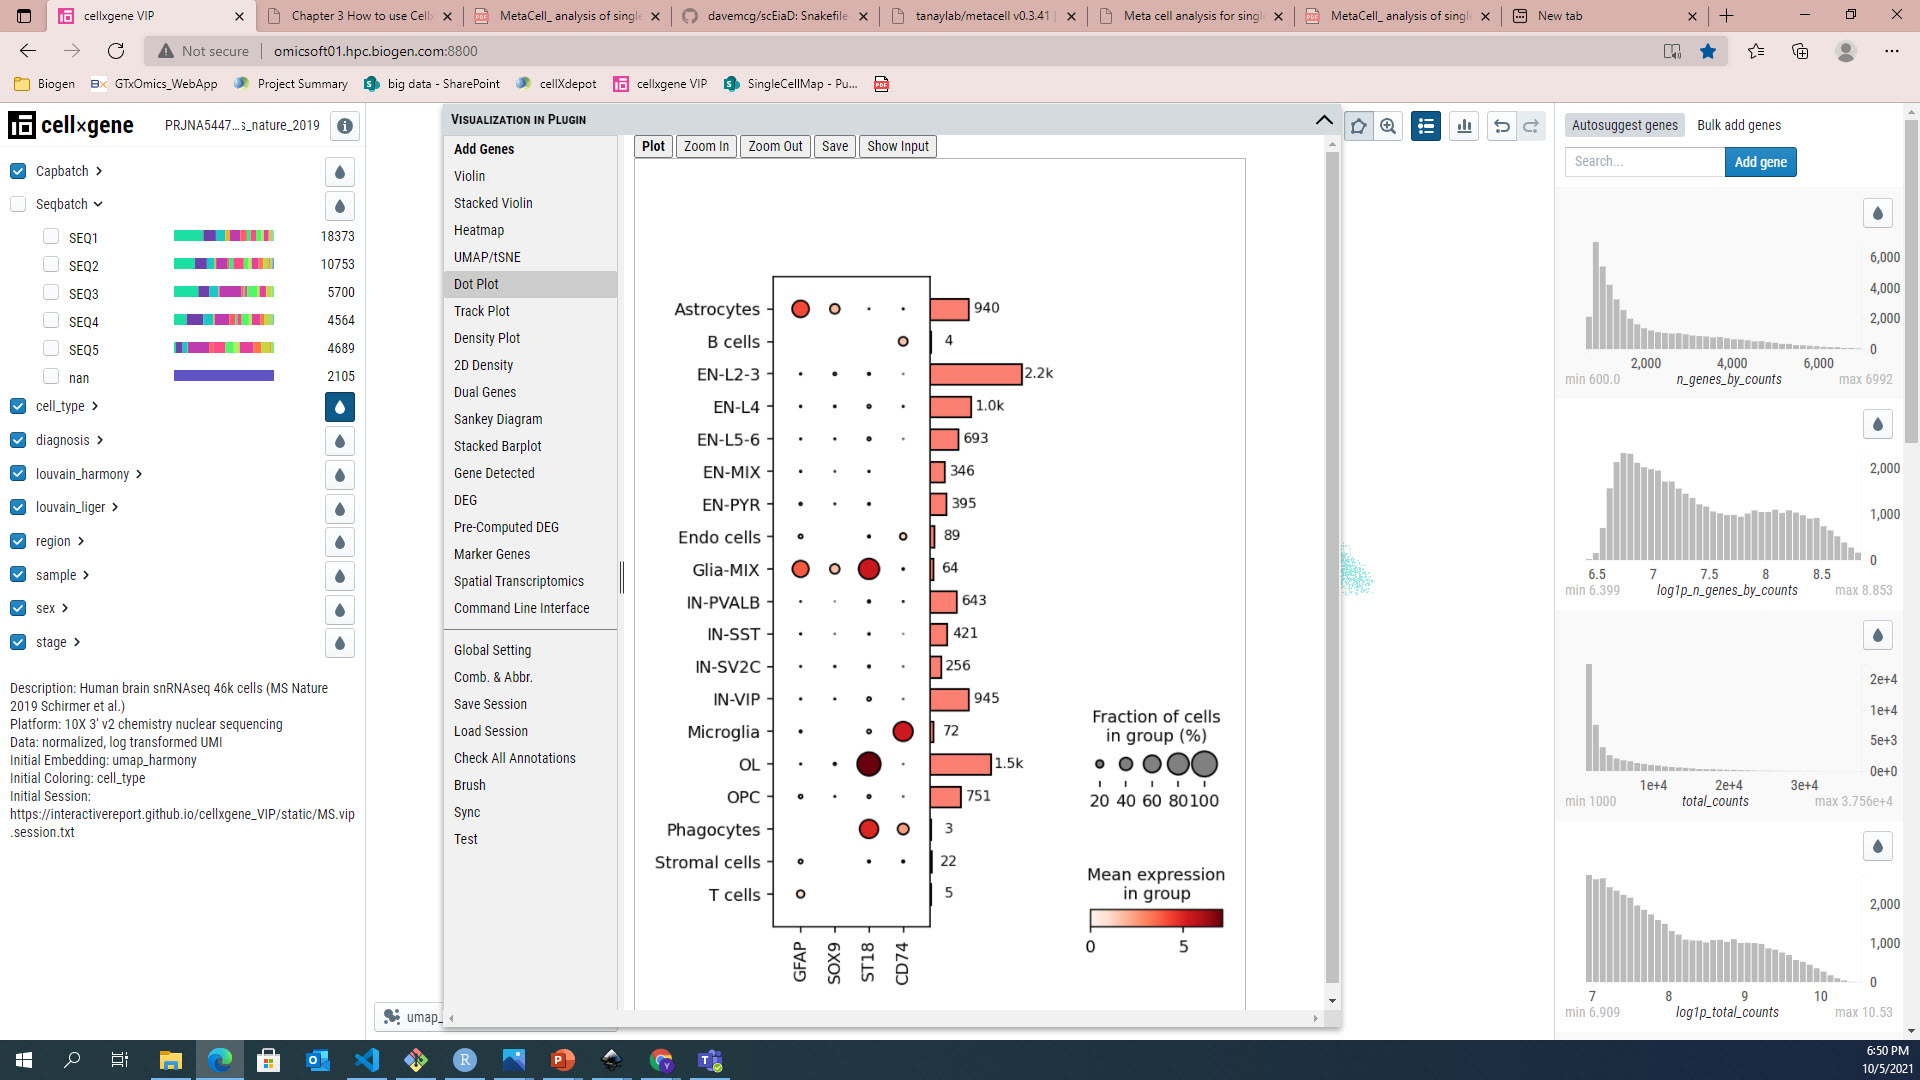 cellxgene VIP
Chapter 3 How to use Cell
MetaCell_ analysis of singl
davemcg/scEiaD: Snakefile
tanaylab/metacell v0.3.41
Meta cell analysis for singl
MetaCell_ analysis of singl
New tab
Not secure
omicsoft01.hpc.biogen.com:8800
Biogen
GTxOmics_WebApp
Project Summary
big data - SharePoint
cellXdepot
cellxgene VIP
SingleCellMap - Pu...
cell×gene
PRJNA5447...s_nature_2019
Capbatch
Seqbatch
SEQ1 18373
SEQ2 10753
SEQ3 5700
SEQ4 4564
SEQ5 4689
nan 2105
cell_type
diagnosis
louvain_harmony
louvain_liger
region
sample
sex
stage
Description: Human brain snRNAseq 46k cells (MS Nature
2019 Schirmer et al.)
Platform: 10X 3' v2 chemistry nuclear sequencing
Data: normalized, log transformed UMI
Initial Embedding: umap_harmony
Initial Coloring: cell_type
Initial Session:
https://interactivereport.github.io/cellxgene_VIP/static/MS.vip
.session.txt
umap_
Visualization in Plugin
Add Genes
Violin
Stacked Violin
Heatmap
UMAP/tSNE
Dot Plot
Track Plot
Density Plot
2D Density
Dual Genes
Sankey Diagram
Stacked Barplot
Gene Detected
DEG
Pre-Computed DEG
Marker Genes
Spatial Transcriptomics
Command Line Interface
Global Setting
Comb. & Abbr.
Save Session
Load Session
Check All Annotations
Brush
Sync
Test
Plot
Zoom In
Zoom Out
Save
Show Input
Astrocytes 940
B cells 4
EN-L2-3 2.2k
EN-L4 1.0k
EN-L5-6 693
EN-MIX 346
EN-PYR 395
Endo cells 89
Glia-MIX 64
IN-PVALB 643
IN-SST 421
IN-SV2C 256
IN-VIP 945
Microglia 72
OL 1.5k
OPC 751
Phagocytes 3
Stromal cells 22
T cells 5
GFAP
SOX9
ST18
CD74
Fraction of cells
in group (%)
20 40 60 80 100
Mean expression
in group
0 5
Autosuggest genes
Bulk add genes
Search...
Add gene
6,000
4,000
2,000
0
2,000 4,000 6,000
min 600.0 n_genes_by_counts max 6992
2,000
1,000
0
6.5 7 7.5 8 8.5
min 6.399 log1p_n_genes_by_counts max 8.853
2e+4
1e+4
5e+3
0e+0
1e+4 2e+4 3e+4
min 1000 total_counts max 3.756e+4
2,000
1,000
0
7 8 9 10
min 6.909 log1p_total_counts max 10.53
6:50 PM
10/5/2021